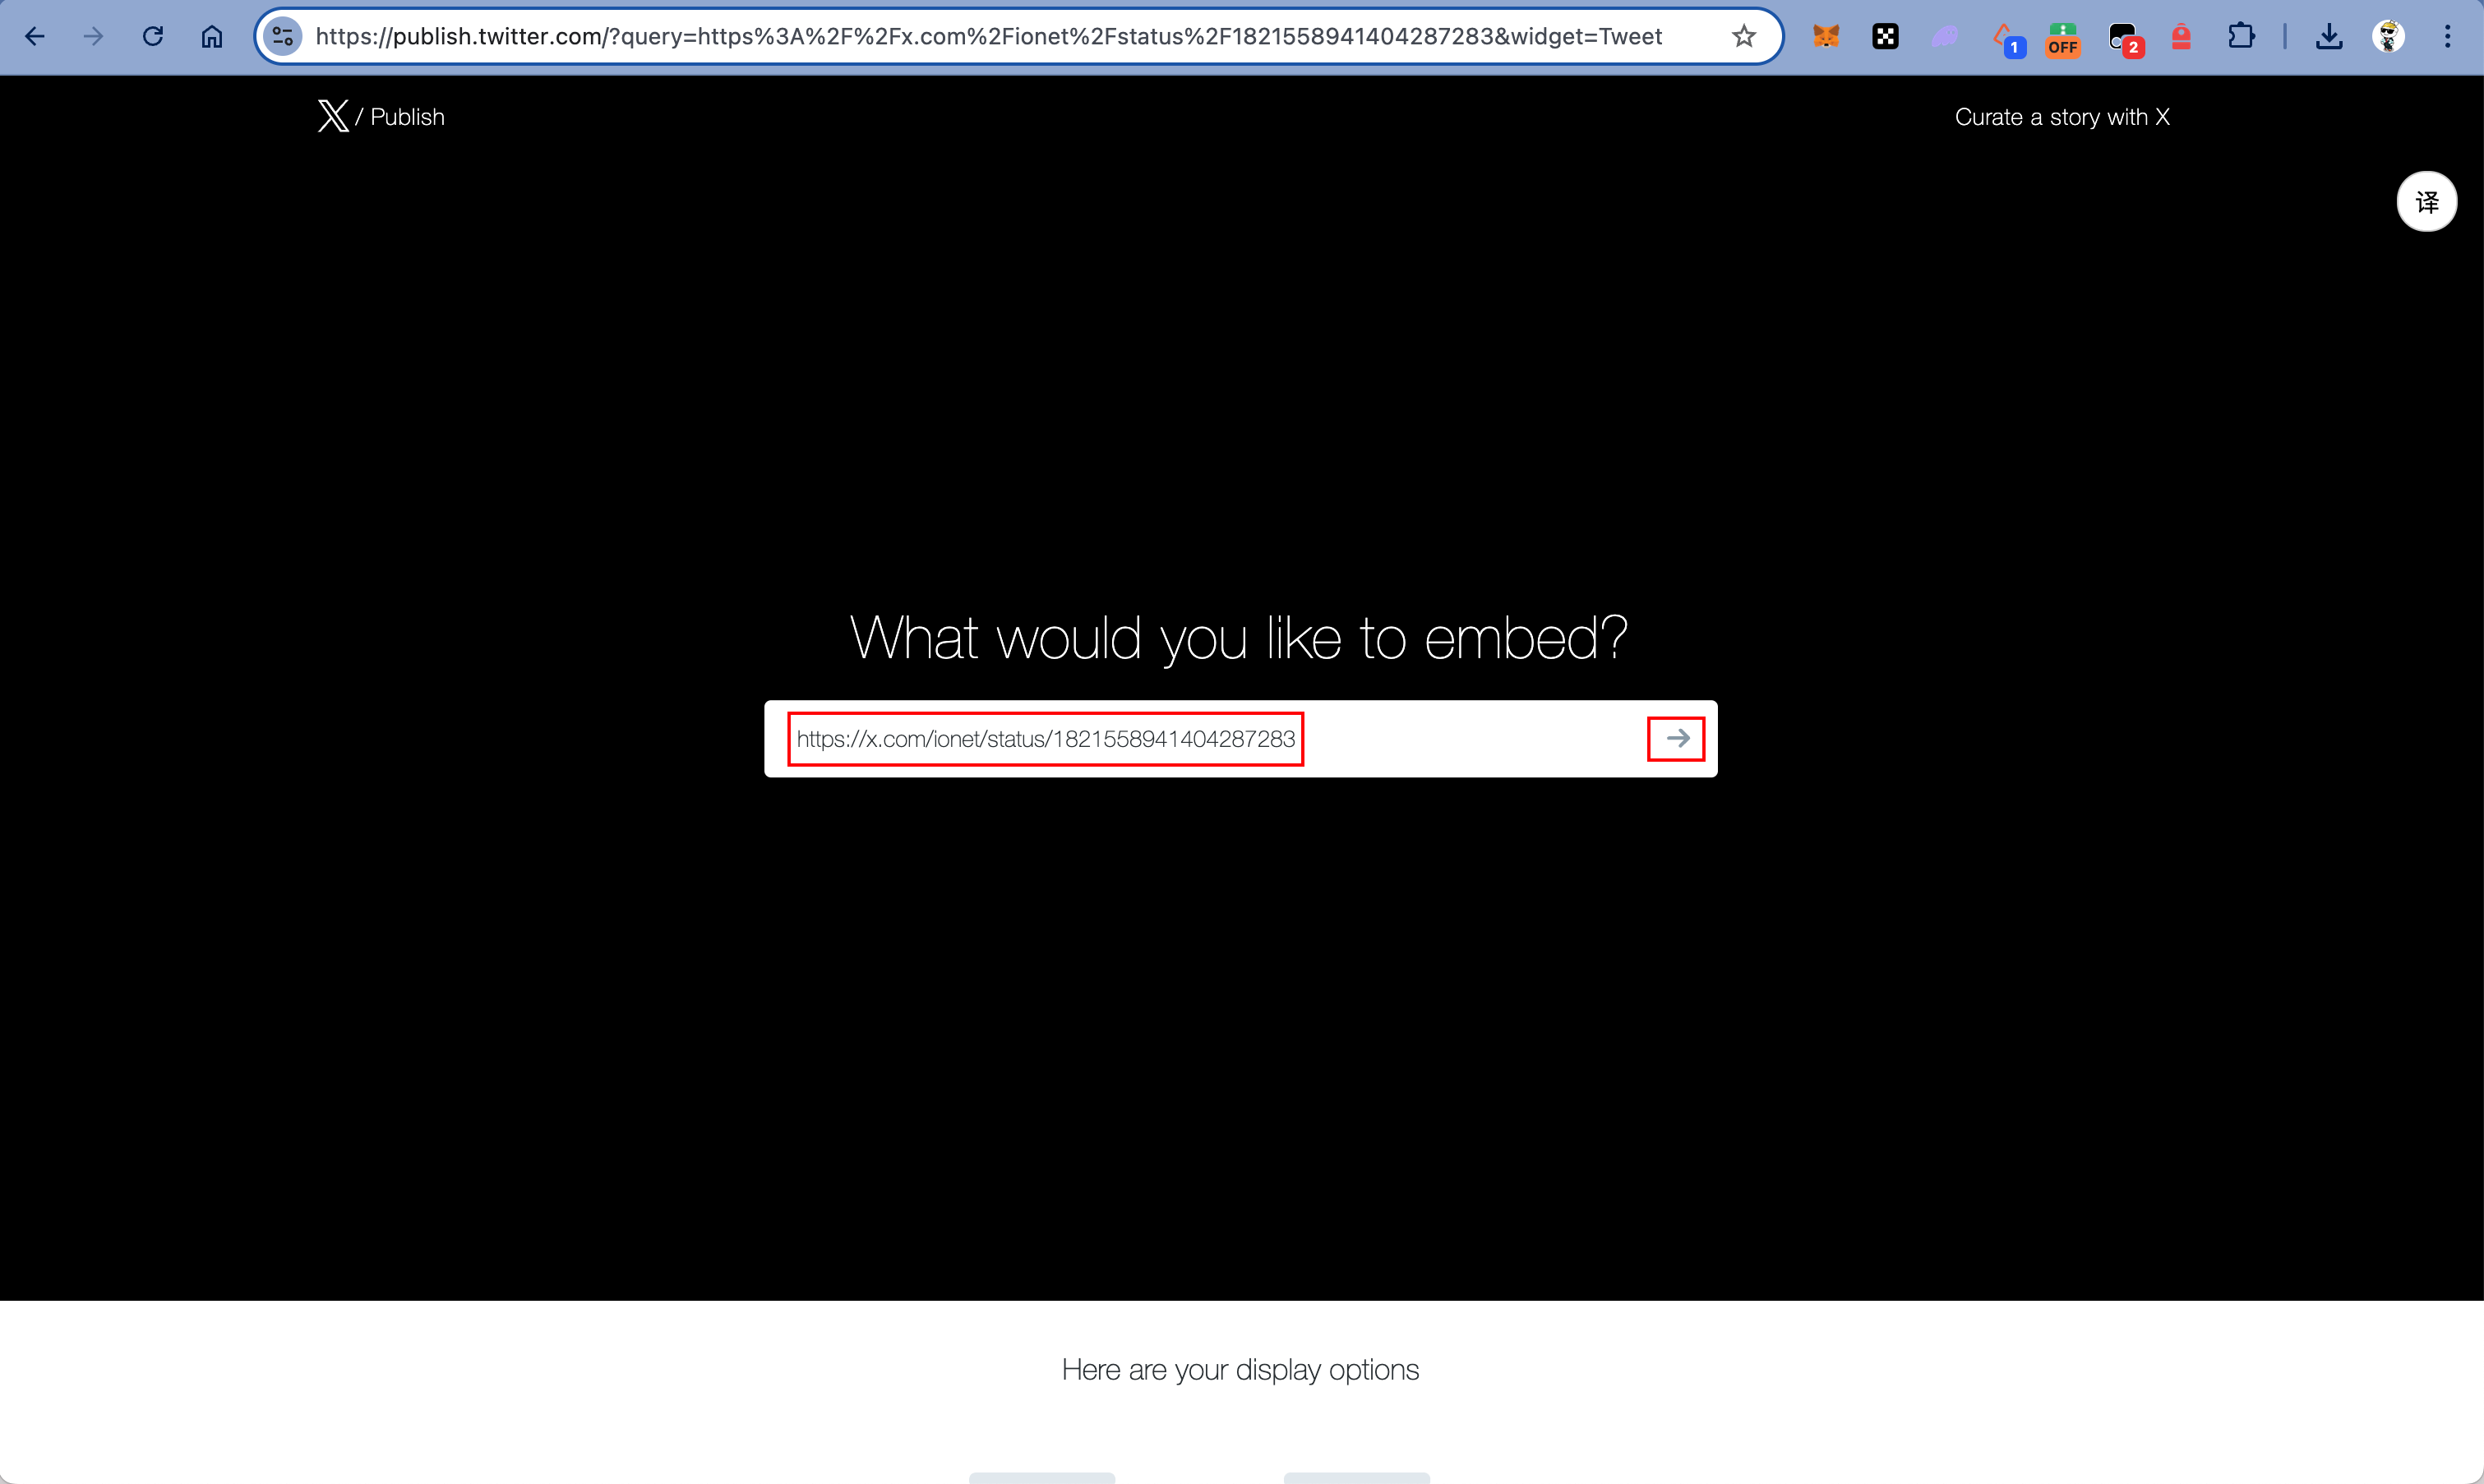 https://publish.twitter.com/?query=https%3A%2F%2Fx.com%2Fionet%2Fstatus%2F1821558941404287283&widget=Tweet
1
OFF
2
X / Publish
Curate a story with X
译
What would you like to embed?
https://x.com/ionet/status/1821558941404287283
Here are your display options